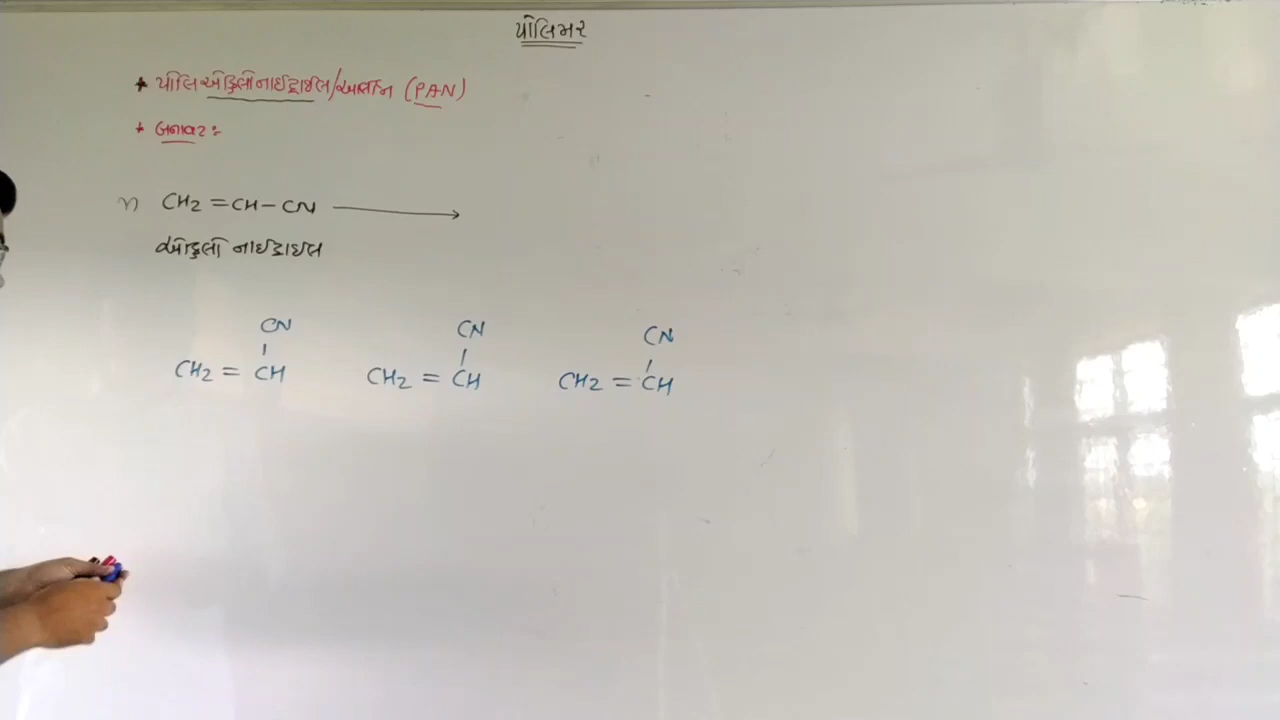 પોલિમર
* પોલિએક્રિલોનાઈટ્રાઈલ/ઓરલોન (PAN)
* બનાવટ:-
n CH2 = CH - CN ⟶
એક્રિલો નાઈટ્રાઈલ
CN CN CN
CH2 = CH CH2 = CH CH2 = CH